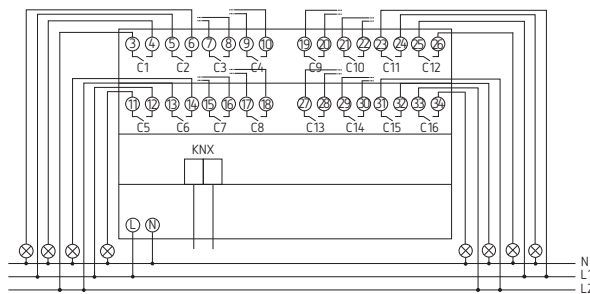 3 4 5 6 7 8 9 10 19 20 21 22 23 24 25 26
C1 C2 C3 C4 C9 C10 C11 C12
11 12 13 14 15 16 17 18 27 28 29 30 31 32 33 34
C5 C6 C7 C8 C13 C14 C15 C16
KNX
L N
N
L1
L2